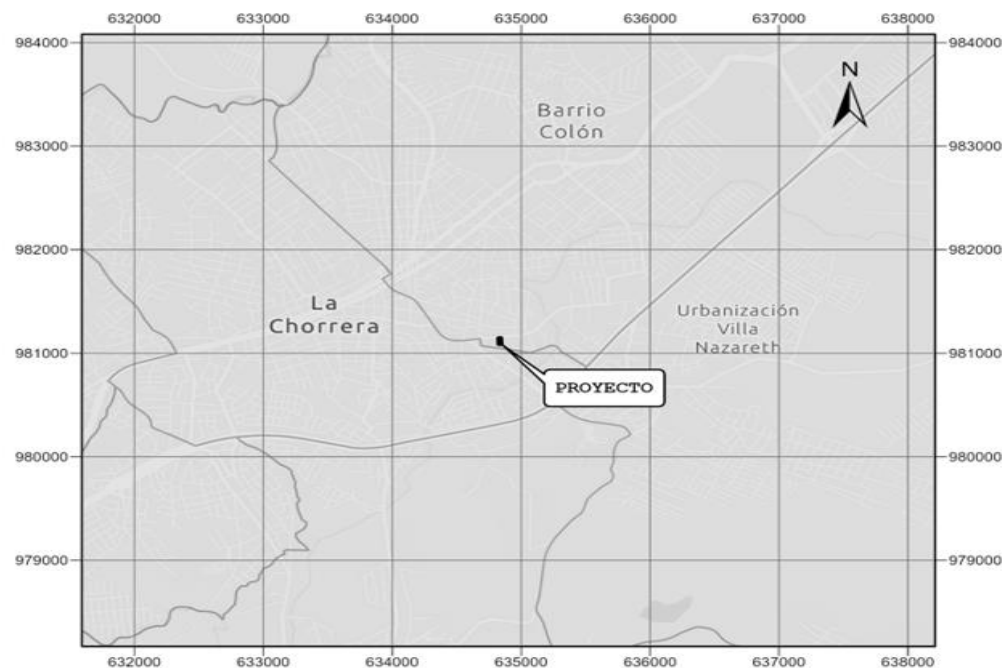 632000 633000 634000 635000 636000 637000 638000
984000 984000
N
Barrio
Colón
983000 983000
982000 982000
La
Chorrera
Urbanización
Villa
Nazareth
981000 981000
PROYECTO
980000 980000
979000 979000
632000 633000 634000 635000 636000 637000 638000